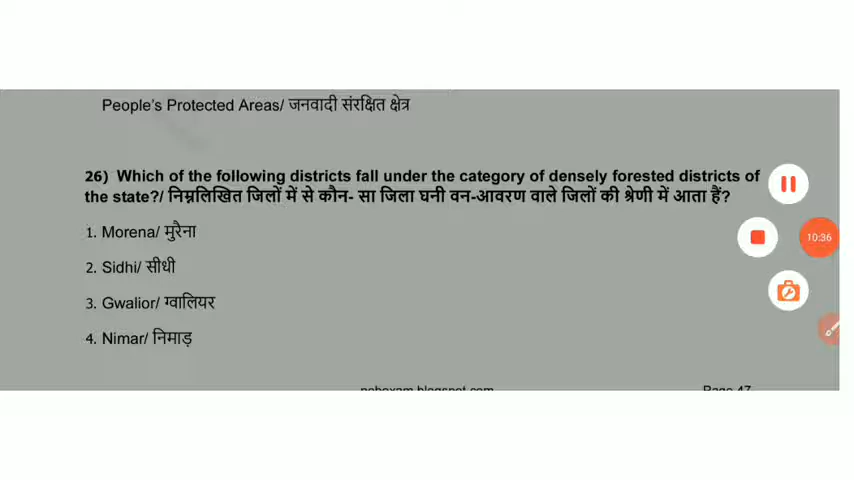 People's Protected Areas/ जनवादी संरक्षित क्षेत्र
26) Which of the following districts fall under the category of densely forested districts of
the state?/ निम्नलिखित जिलों में से कौन- सा जिला घनी वन-आवरण वाले जिलों की श्रेणी में आता हैं?
10:36
1. Morena/ मुरैना
2. Sidhi/ सीधी
3. Gwalior/ ग्वालियर
4. Nimar/ निमाड़
Page 47